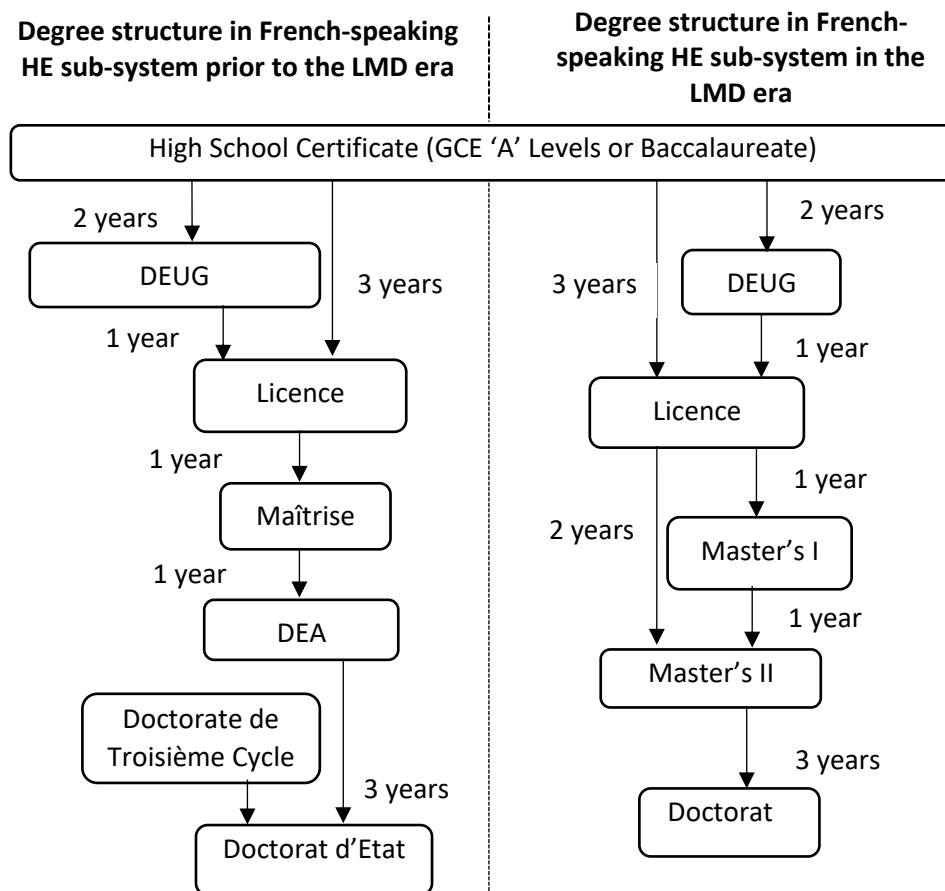 Degree structure in French-speaking
HE sub-system prior to the LMD era
Degree structure in French-
speaking HE sub-system in the
LMD era
High School Certificate (GCE ‘A’ Levels or Baccalaureate)
2 years
DEUG
3 years
1 year
Licence
1 year
Maîtrise
1 year
DEA
Doctorate de
Troisième Cycle
3 years
Doctorat d’Etat
2 years
3 years
DEUG
1 year
Licence
1 year
2 years
Master’s I
1 year
Master’s II
3 years
Doctorat